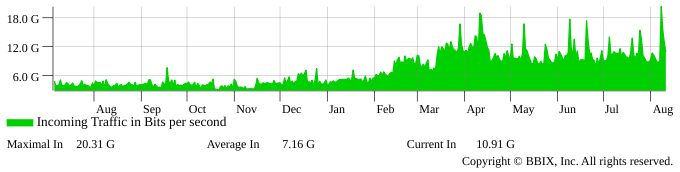 18.0 G
12.0 G
6.0 G
Aug Sep Oct Nov Dec Jan Feb Mar Apr May Jun Jul Aug
Incoming Traffic in Bits per second
Maximal In 20.31 G Average In 7.16 G Current In 10.91 G
Copyright © BBIX, Inc. All rights reserved.